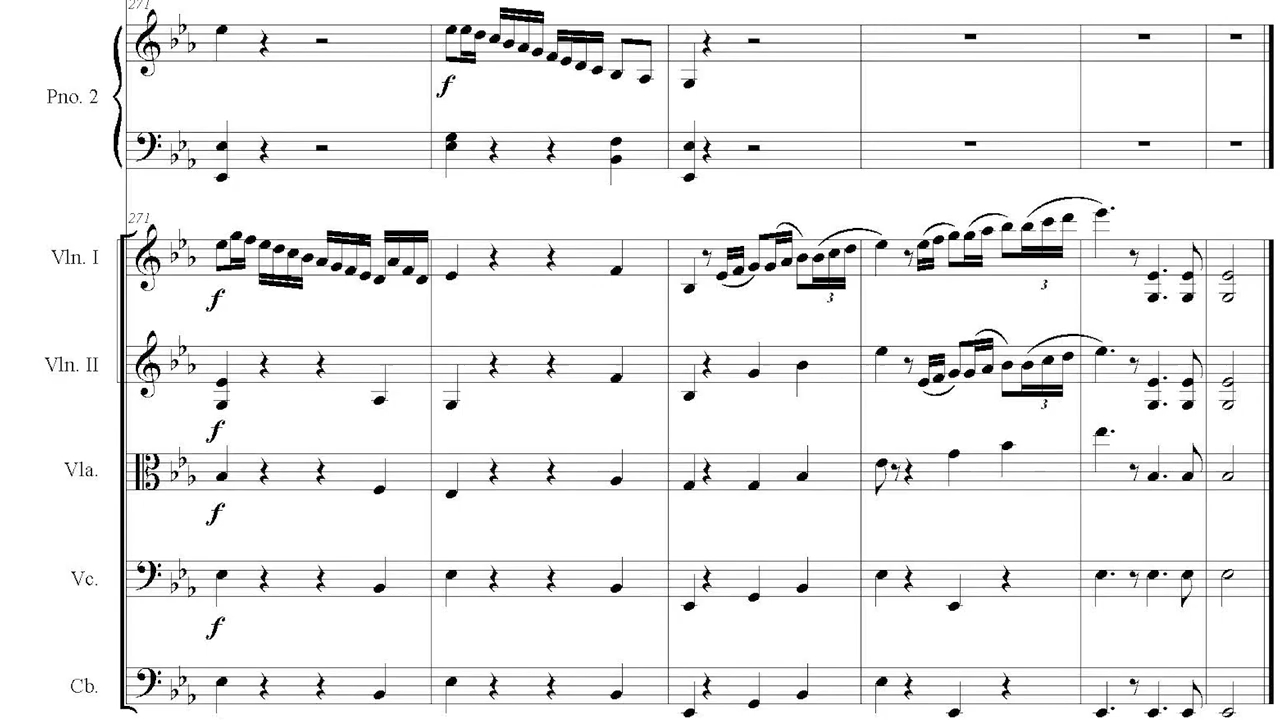 271
Pno. 2
f
271
Vln. I
f
3
3
Vln. II
f
3
Vla.
f
Vc.
f
Cb.